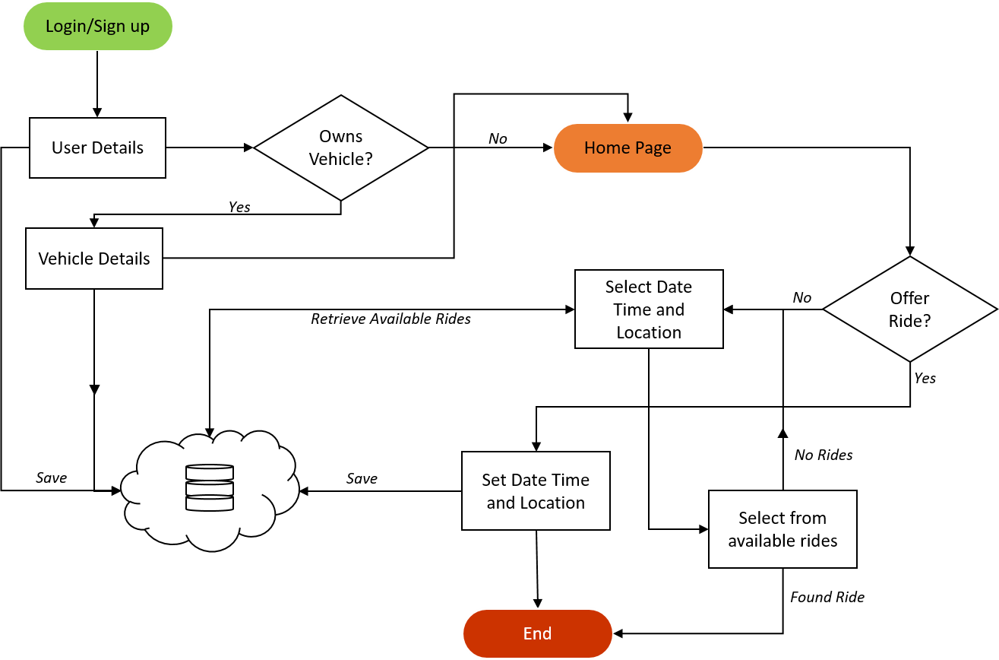 Login/Sign up
User Details
Owns
Vehicle?
No
Home Page
Yes
Vehicle Details
Select Date
Time and
Location
No
Offer
Ride?
Retrieve Available Rides
Yes
No Rides
Save
Save
Set Date Time
and Location
Select from
available rides
Found Ride
End